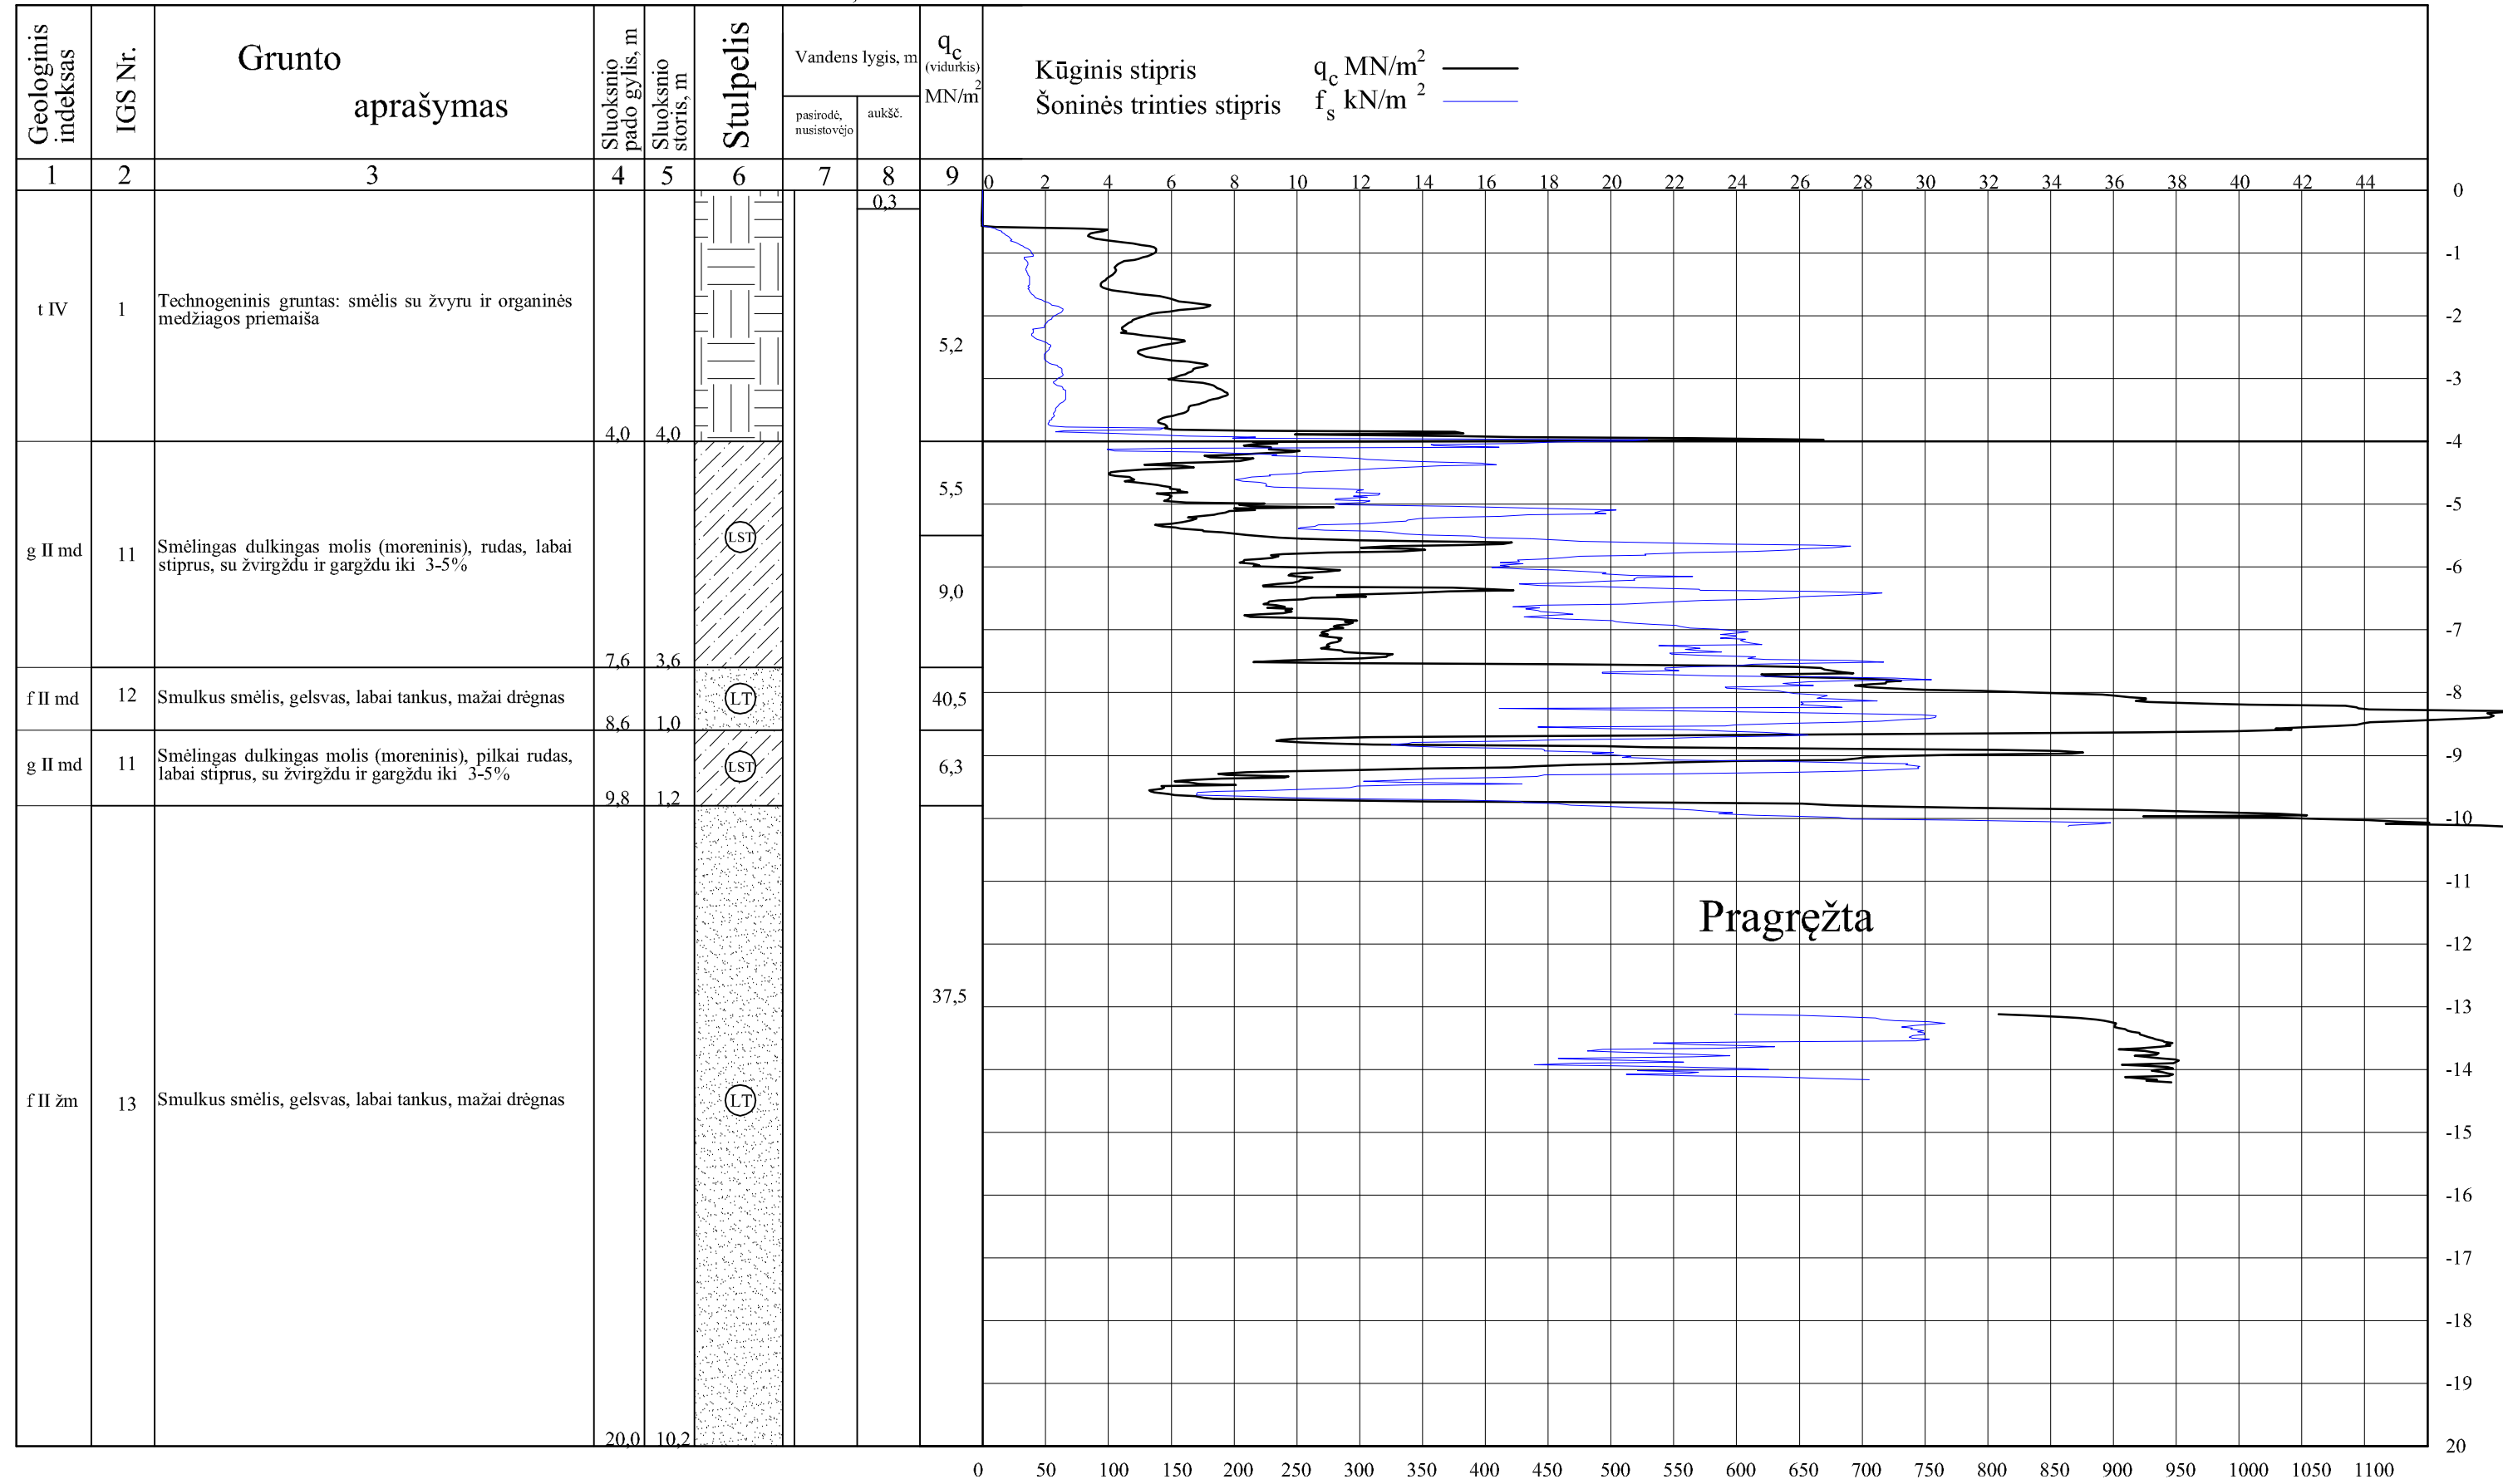 Geologinis
indeksas
IGS Nr.
Grunto
aprašymas
Sluoksnio
pado gylis, m
Sluoksnio
storis, m
Stulpelis
Vandens lygis, m
pasirodė,
nusistovėjo
aukšč.
qc
(vidurkis)
MN/m2
Kūginis stipris qc MN/m2
Šoninės trinties stipris fs kN/m 2
1 2 3 4 5 6 7 8 9
0 2 4 6 8 10 12 14 16 18 20 22 24 26 28 30 32 34 36 38 40 42 44
0
0,3
-1
t IV
1
Technogeninis gruntas: smėlis su žvyru ir organinės
medžiagos priemaiša
-2
5,2
-3
4,0 4,0
-4
5,5
-5
g II md
11
Smėlingas dulkingas molis (moreninis), rudas, labai
stiprus, su žvirgždu ir gargždu iki 3-5%
LST
-6
9,0
-7
7,6 3,6
f II md
12
Smulkus smėlis, gelsvas, labai tankus, mažai drėgnas
LT
40,5
-8
8,6 1,0
g II md
11
Smėlingas dulkingas molis (moreninis), pilkai rudas,
labai stiprus, su žvirgždu ir gargždu iki 3-5%
LST
6,3
-9
9,8 1,2
-10
-11
Pragręžta
-12
37,5
-13
-14
f II žm
13
Smulkus smėlis, gelsvas, labai tankus, mažai drėgnas
LT
-15
-16
-17
-18
-19
20,0 10,2
20
0 50 100 150 200 250 300 350 400 450 500 550 600 650 700 750 800 850 900 950 1000 1050 1100